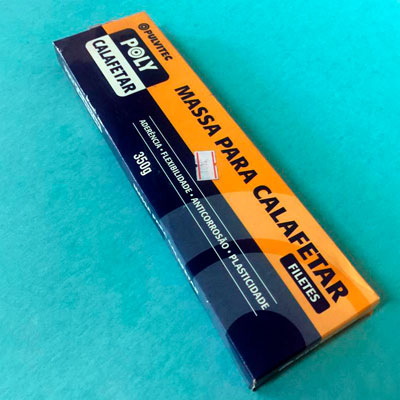 PULVITEC
POLY
CALAFETAR
MASSA PARA CALAFETAR
FILETES
ADERÊNCIA • FLEXIBILIDADE • ANTICORROSÃO • PLASTICIDADE
350g